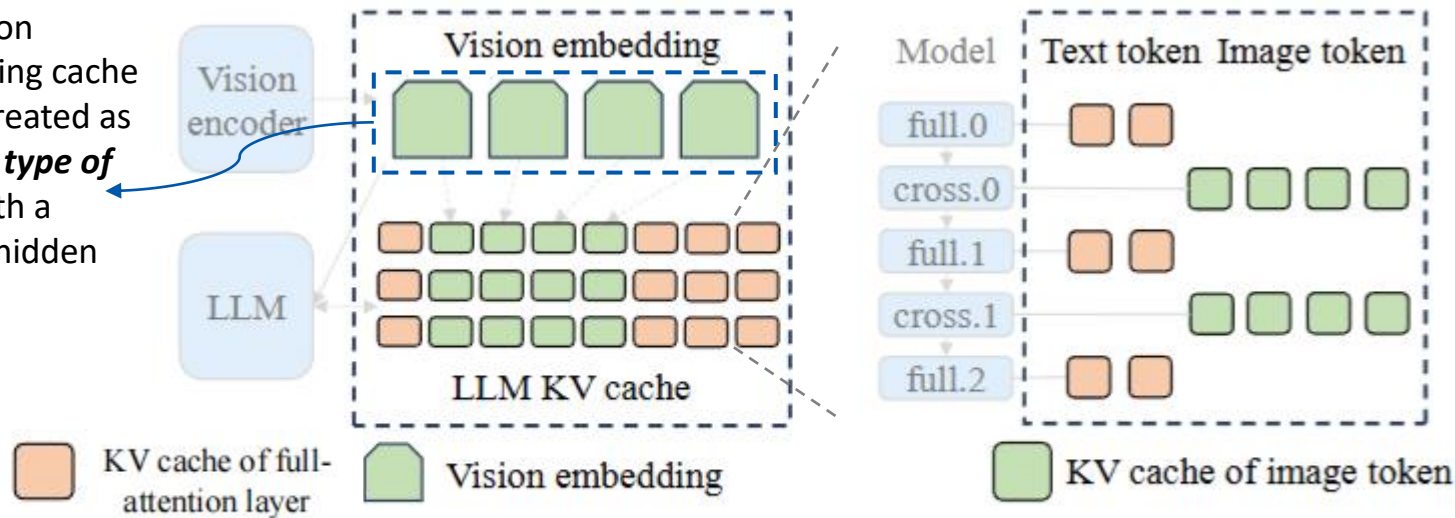 on
ing cache
reated as
type of
th a
hidden
Vision
encoder
LLM
Vision embedding
LLM KV cache
Model
Text token Image token
full.0
cross.0
full.1
cross.1
full.2
KV cache of full-
attention layer
Vision embedding
KV cache of image token